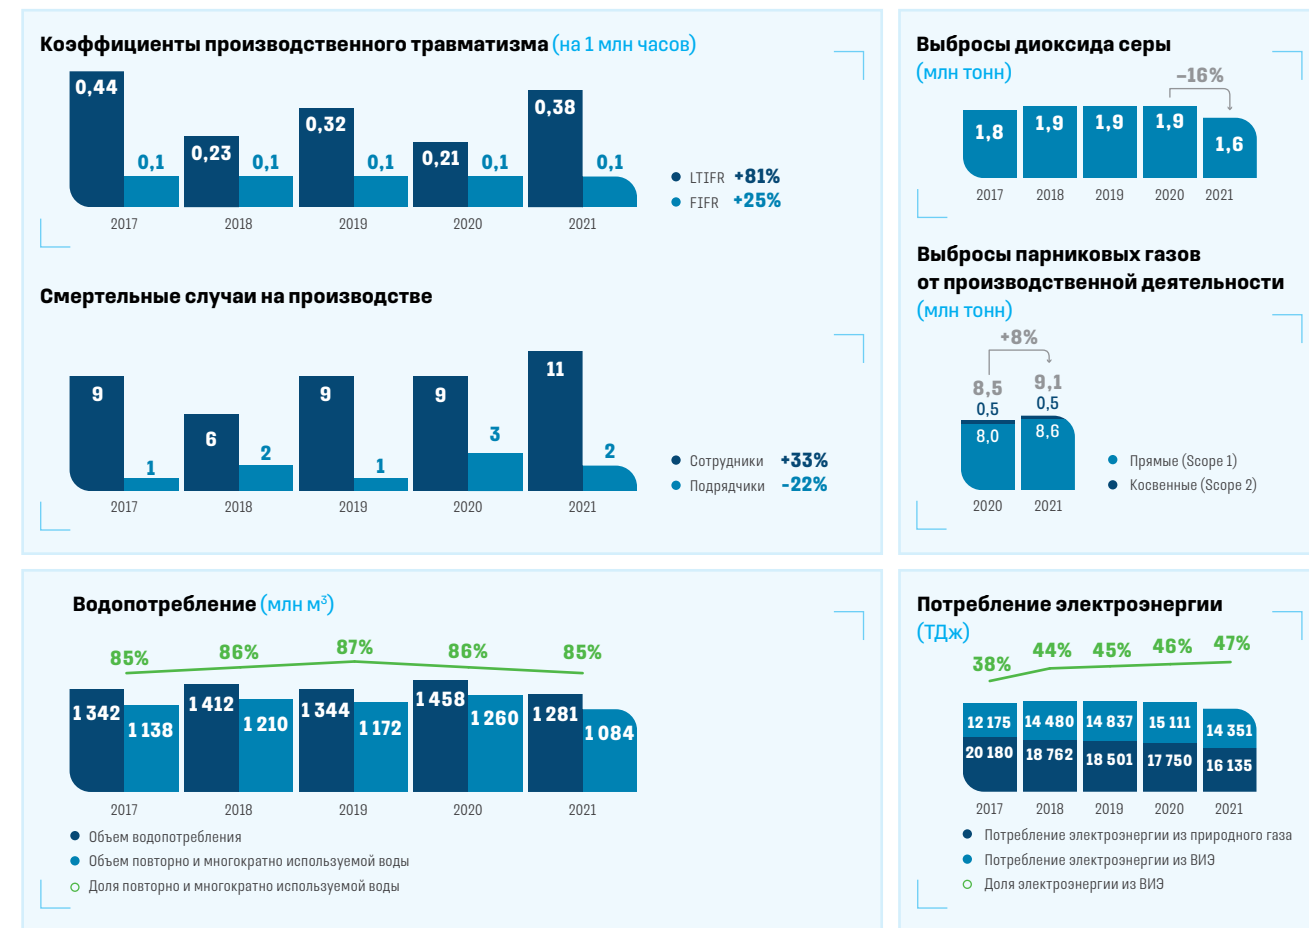 Коэффициенты производственного травматизма (на 1 млн часов)
0,44
0,1
0,23
0,1
0,32
0,1
0,21
0,1
0,38
0,1
LTIFR +81%
FIFR +25%
2017 2018 2019 2020 2021
Смертельные случаи на производстве
9
1
6
2
9
1
9
3
11
2
Сотрудники +33%
Подрядчики -22%
2017 2018 2019 2020 2021
Выбросы диоксида серы
(млн тонн)
–16%
1,8 1,9 1,9 1,9 1,6
2017 2018 2019 2020 2021
Выбросы парниковых газов
от производственной деятельности
(млн тонн)
+8%
8,5 9,1
0,5 0,5
8,0 8,6
Прямые (Scope 1)
Косвенные (Scope 2)
2020 2021
Водопотребление (млн м³)
85% 86% 87% 86% 85%
1 342
1 138
1 412
1 210
1 344
1 172
1 458
1 260
1 281
1 084
2017 2018 2019 2020 2021
Объем водопотребления
Объем повторно и многократно используемой воды
Доля повторно и многократно используемой воды
Потребление электроэнергии
(ТДж)
38% 44% 45% 46% 47%
12 175 14 480 14 837 15 111 14 351
20 180 18 762 18 501 17 750 16 135
2017 2018 2019 2020 2021
Потребление электроэнергии из природного газа
Потребление электроэнергии из ВИЭ
Доля электроэнергии из ВИЭ